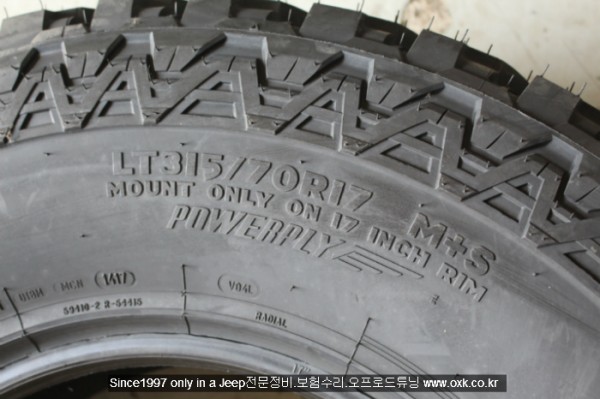 LT315/70R17 M+S
MOUNT ONLY ON 17 INCH RIM
POWERPLY
1417
RADIAL
Since1997 only in a Jeep전문정비.보험수리.오프로드튜닝 www.oxk.co.kr